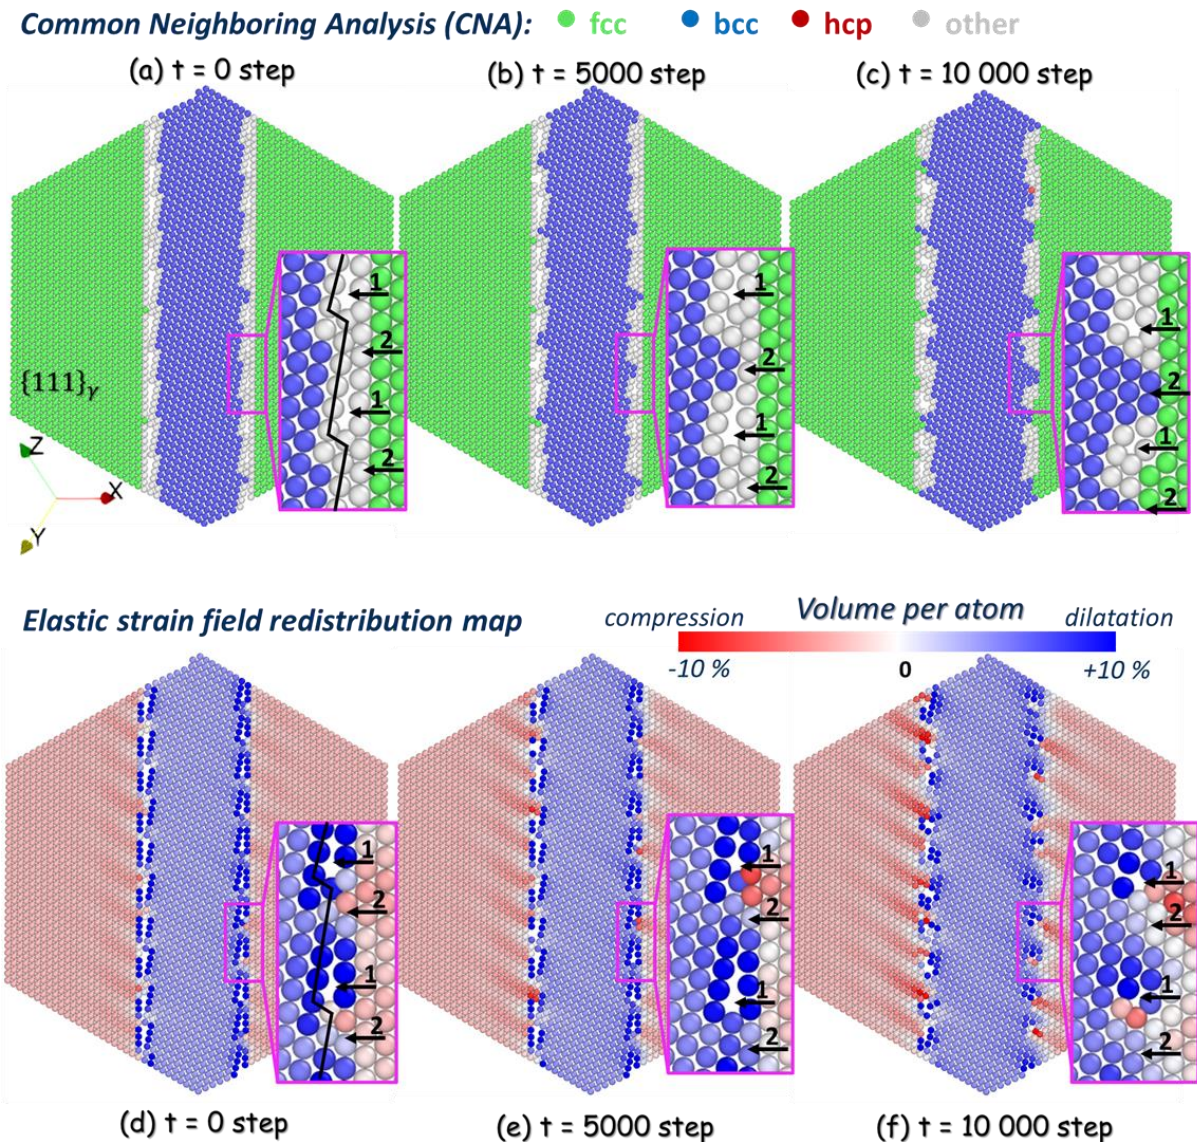 Common Neighboring Analysis (CNA): fcc bcc hcp other
(a) t = 0 step (b) t = 5000 step (c) t = 10 000 step
{111}γ
Z
X
Y
1
2
1
2
1
2
1
2
1
2
1
2
Elastic strain field redistribution map
compression Volume per atom dilatation
-10 % 0 +10 %
1
2
1
2
1
2
1
2
1
2
1
2
(d) t = 0 step (e) t = 5000 step (f) t = 10 000 step